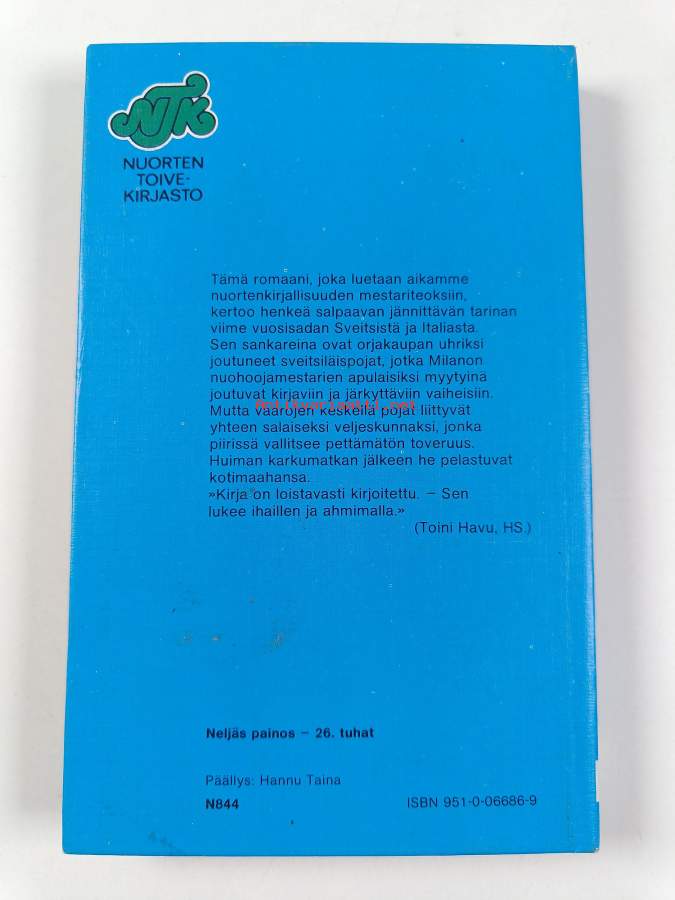 NTK
NUORTEN
TOIVE-
KIRJASTO
Tämä romaani, joka luetaan aikamme
nuortenkirjallisuuden mestariteoksiin,
kertoo henkeä salpaavan jännittävän tarinan
viime vuosisadan Sveitsistä ja Italiasta.
Sen sankareina ovat orjakaupan uhriksi
joutuneet sveitsiläispojat, jotka Milanon
nuohoojamestarien apulaisiksi myytyinä
joutuvat kirjaviin ja järkyttäviin vaiheisiin.
Antikvariaatti.net
Mutta vaarojen keskellä pojat liittyvät
yhteen salaiseksi veljeskunnaksi, jonka
piirissä vallitsee pettämätön toveruus.
Huiman karkumatkan jälkeen he pelastuvat
kotimaahansa.
»Kirja on loistavasti kirjoitettu. – Sen
lukee ihaillen ja ahmimalla.»
(Toini Havu, HS.)
Neljäs painos – 26. tuhat
Päällys: Hannu Taina
N844 ISBN 951-0-06686-9